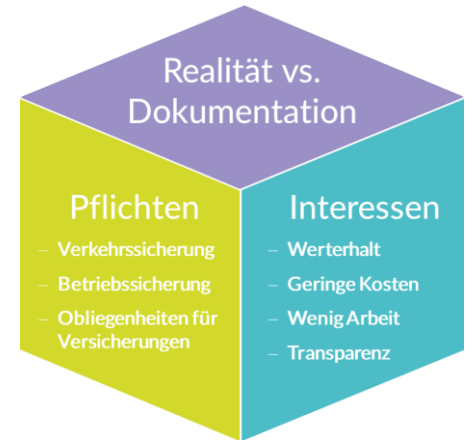 Realität vs.
Dokumentation
Pflichten
– Verkehrssicherung
– Betriebssicherung
– Obliegenheiten für
Versicherungen
Interessen
– Werterhalt
– Geringe Kosten
– Wenig Arbeit
– Transparenz